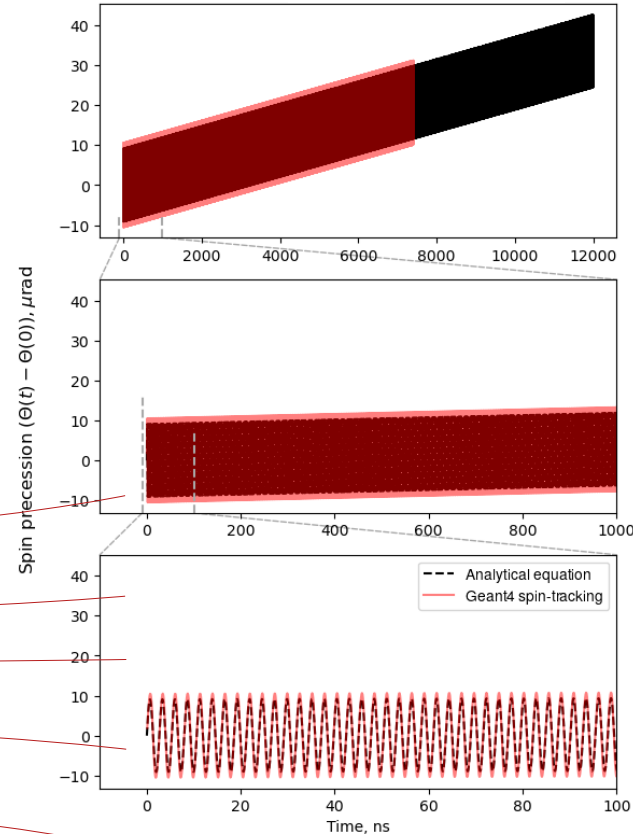 40
30
20
10
0
−10
0 2000 4000 6000 8000 10000 12000
Spin precession (Θ(t) − Θ(0)), μrad
40
30
20
10
0
−10
0 200 400 600 800 1000
Analytical equation
Geant4 spin-tracking
40
30
20
10
0
−10
0 20 40 60 80 100
Time, ns